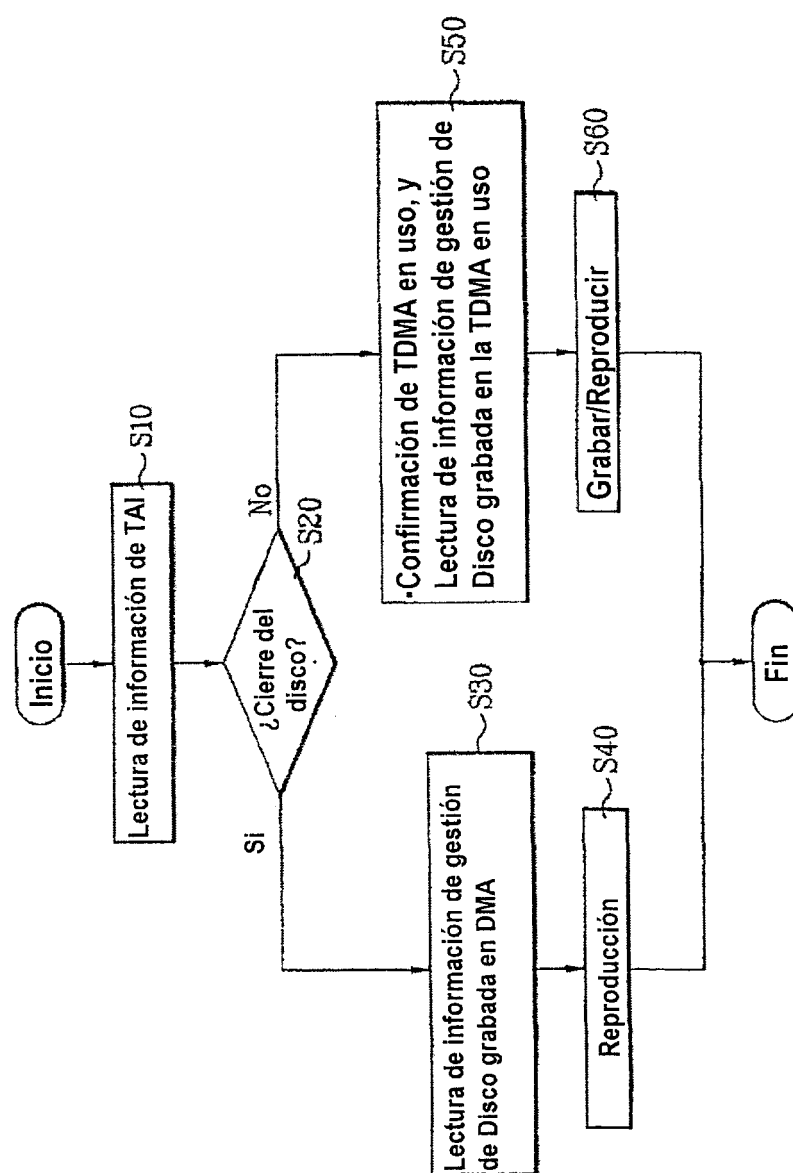 Inicio
Lectura de información de TAI
S10
¿Cierre del
disco?
S20
Si
No
Lectura de información de gestión
de Disco grabada en DMA
S30
Reproducción
S40
·Confirmación de TDMA en uso, y
Lectura de información de gestión de
Disco grabada en la TDMA en uso
S50
Grabar/Reproducir
S60
Fin